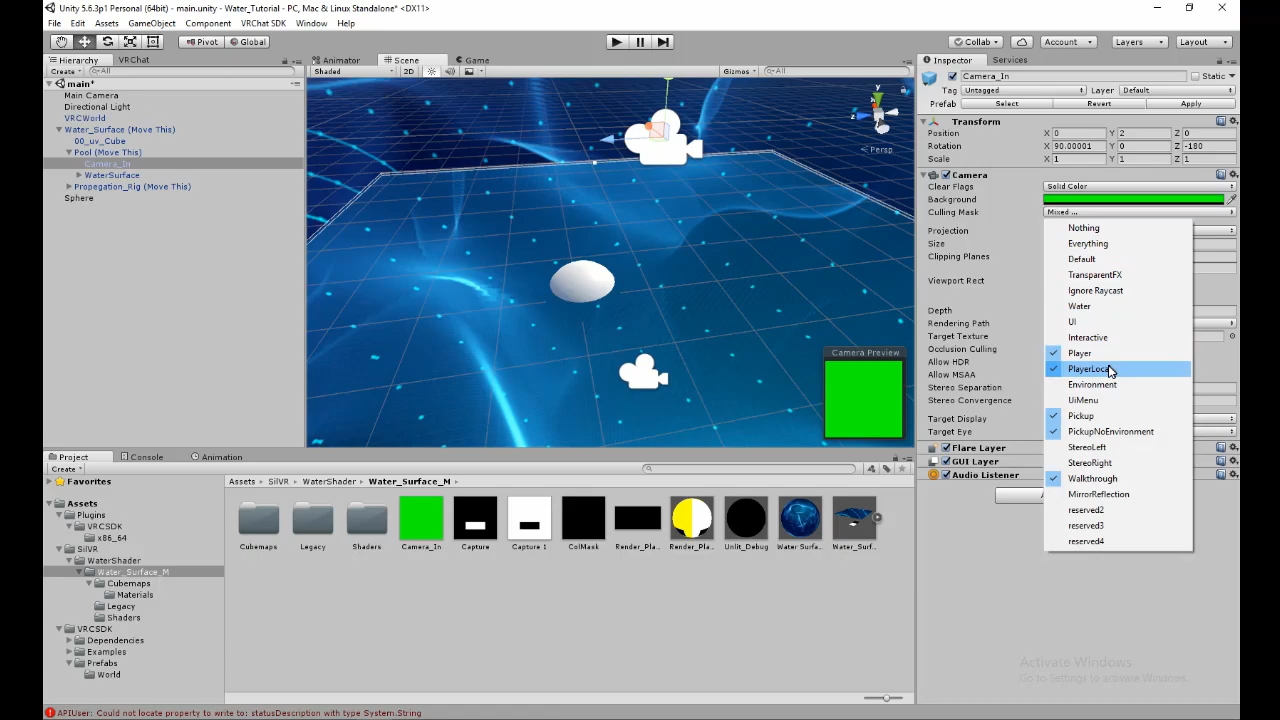 Unity 5.6.3p1 Personal (64bit) - main.unity - Water_Tutorial - PC, Mac & Linux Standalone* <DX11>
File Edit Assets GameObject Component VRChat SDK Window Help
Pivot Global Collab Account Layers Layout
Hierarchy VRChat
Create All
main*
Main Camera
Directional Light
VRCWorld
Water_Surface (Move This)
00_uv_Cube
Pool (Move This)
Camera_In
WaterSurface
Propegation_Rig (Move This)
Sphere
Animator Scene Game
Shaded 2D Gizmos All
y
x
z
Persp
Camera Preview
Inspector Services
Camera_In Static
Tag Untagged Layer Default
Prefab Select Revert Apply
Transform
Position X 0 Y 2 Z 0
Rotation X 90.00001 Y 0 Z -180
Scale X 1 Y 1 Z 1
Camera
Clear Flags Solid Color
Background
Culling Mask Mixed ...
Projection
Size
Clipping Planes
Viewport Rect
Depth
Rendering Path
Target Texture
Occlusion Culling
Allow HDR
Allow MSAA
Stereo Separation
Stereo Convergence
Target Display
Target Eye
Flare Layer
GUI Layer
Audio Listener
Nothing
Everything
Default
TransparentFX
Ignore Raycast
Water
UI
Interactive
Player
PlayerLoca
Environment
UiMenu
Pickup
PickupNoEnvironment
StereoLeft
StereoRight
Walkthrough
MirrorReflection
reserved2
reserved3
reserved4
Project Console Animation
Create
Favorites
Assets
Plugins
VRCSDK
x86_64
SilVR
WaterShader
Water_Surface_M
Cubemaps
Materials
Legacy
Shaders
VRCSDK
Dependencies
Examples
Prefabs
World
Assets SilVR WaterShader Water_Surface_M
Cubemaps Legacy Shaders Camera_In Capture Capture 1 ColMask Render_Pla... Render_Pla... Unlit_Debug Water Surfa... Water_Surf...
Activate Windows
Go to Settings to activate Windows.
APIUser: Could not locate property to write to: statusDescription with type System.String